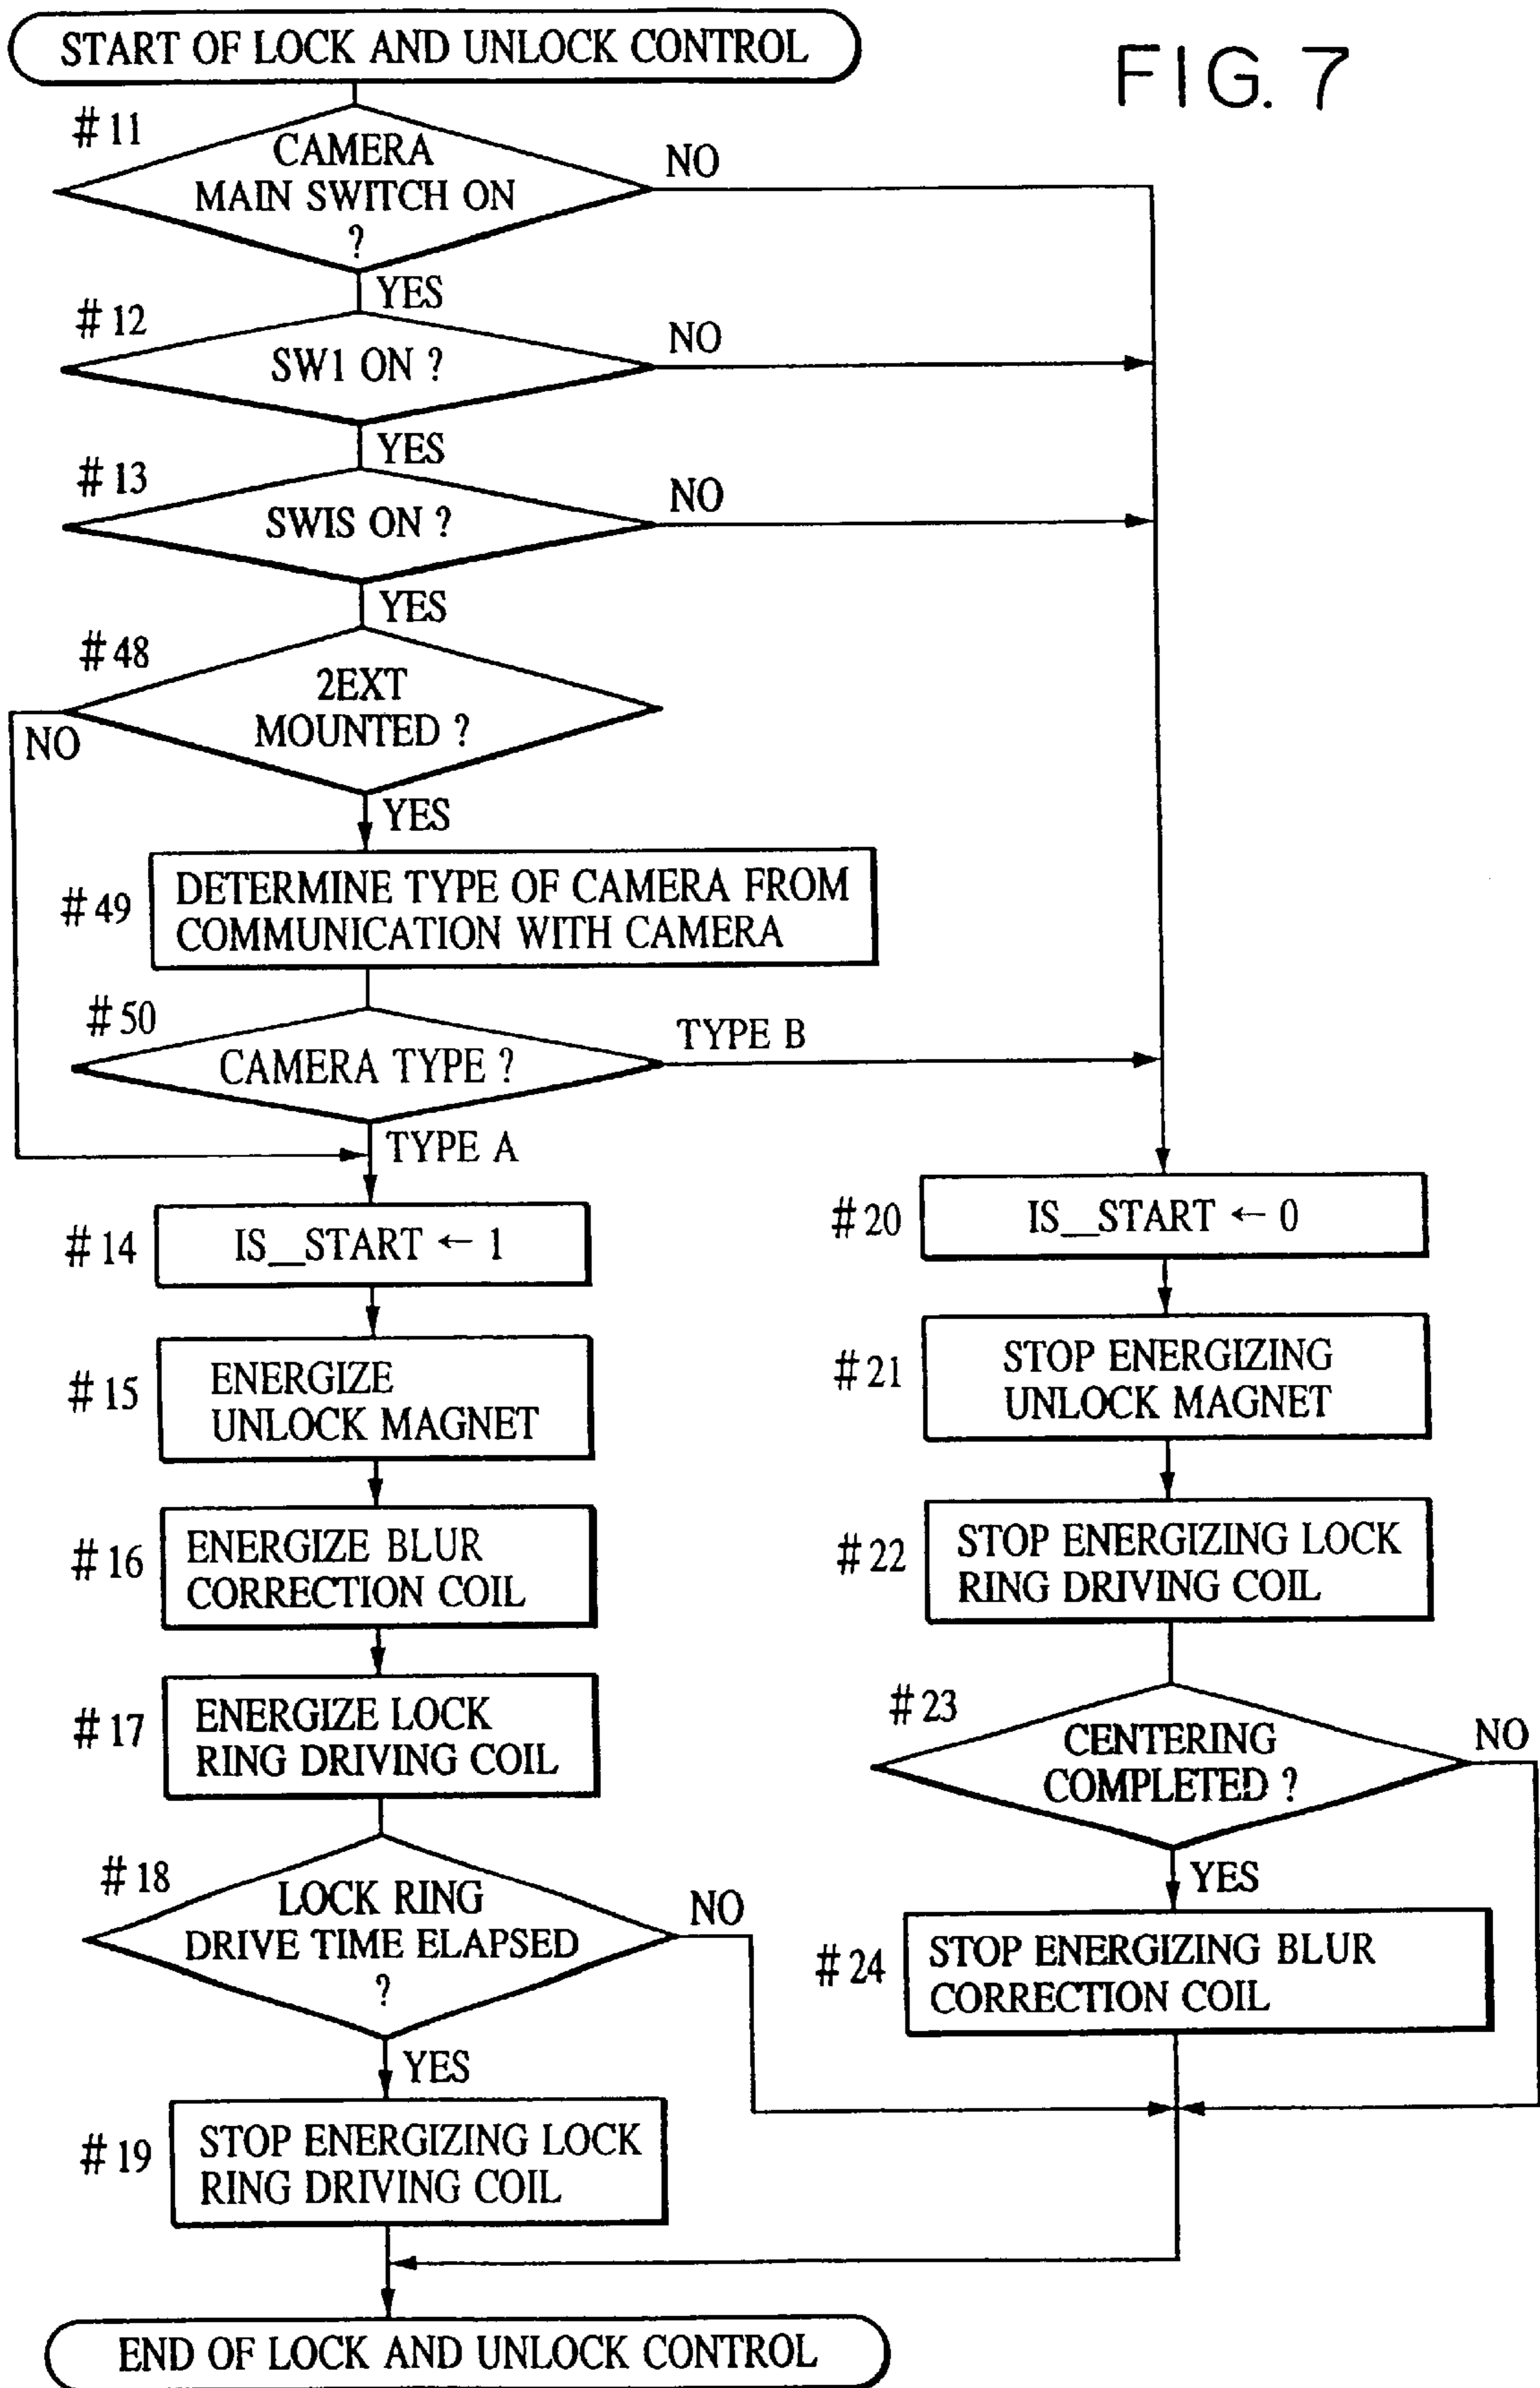 START OF LOCK AND UNLOCK CONTROL
FIG. 7
#11
CAMERA
MAIN SWITCH ON
?
NO
YES
#12
SW1 ON ?
NO
YES
#13
SWIS ON ?
NO
YES
#48
2EXT
MOUNTED ?
NO
YES
#49
DETERMINE TYPE OF CAMERA FROM
COMMUNICATION WITH CAMERA
#50
CAMERA TYPE ?
TYPE B
TYPE A
#14
IS__START ← 1
#15
ENERGIZE
UNLOCK MAGNET
#16
ENERGIZE BLUR
CORRECTION COIL
#17
ENERGIZE LOCK
RING DRIVING COIL
#18
LOCK RING
DRIVE TIME ELAPSED
?
NO
YES
#19
STOP ENERGIZING LOCK
RING DRIVING COIL
#20
IS__START ← 0
#21
STOP ENERGIZING
UNLOCK MAGNET
#22
STOP ENERGIZING LOCK
RING DRIVING COIL
#23
CENTERING
COMPLETED ?
NO
YES
#24
STOP ENERGIZING BLUR
CORRECTION COIL
END OF LOCK AND UNLOCK CONTROL